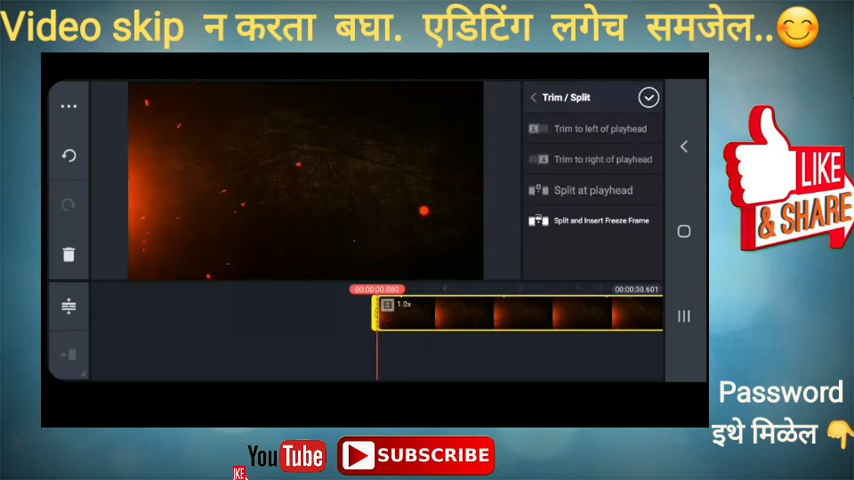 Video skip न करता बघा. एडिटिंग लगेच समजेल..😊
Trim / Split
Trim to left of playhead
Trim to right of playhead
Split at playhead
Split and Insert Freeze Frame
00:00:00.000
00:00:30.601
1.0x
LIKE
& SHARE
Password
इथे मिळेल 👇
YouTube
SUBSCRIBE